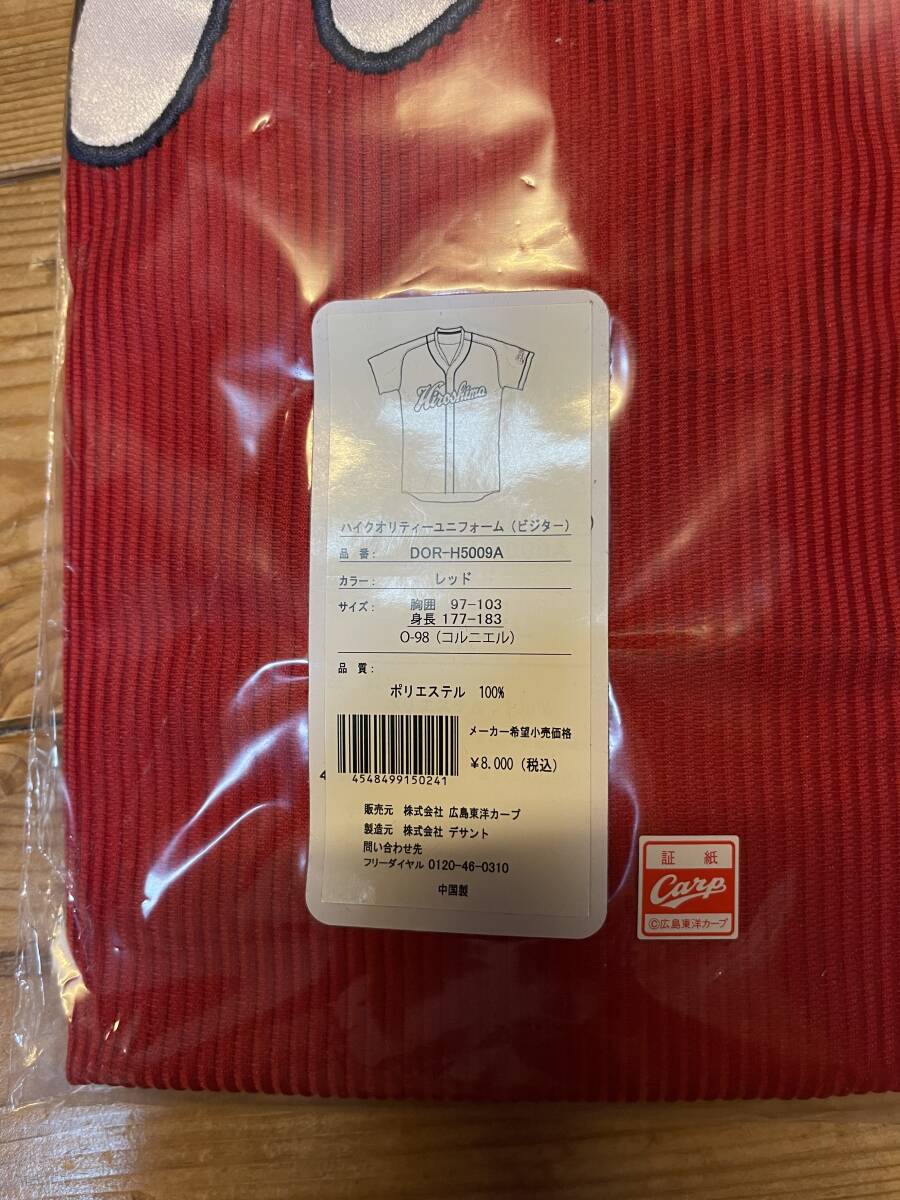 Hiroshima
ハイクオリティーユニフォーム（ビジター）
品 番： DOR-H5009A
カラー： レッド
サイズ： 胸囲 97-103
身長 177-183
O-98（コルニエル）
品 質：
ポリエステル 100%
メーカー希望小売価格
¥8.000（税込）
4548499150241
販売元 株式会社 広島東洋カープ
製造元 株式会社 デサント
問い合わせ先
フリーダイヤル 0120-46-0310
中国製
証 紙
Carp
©広島東洋カープ